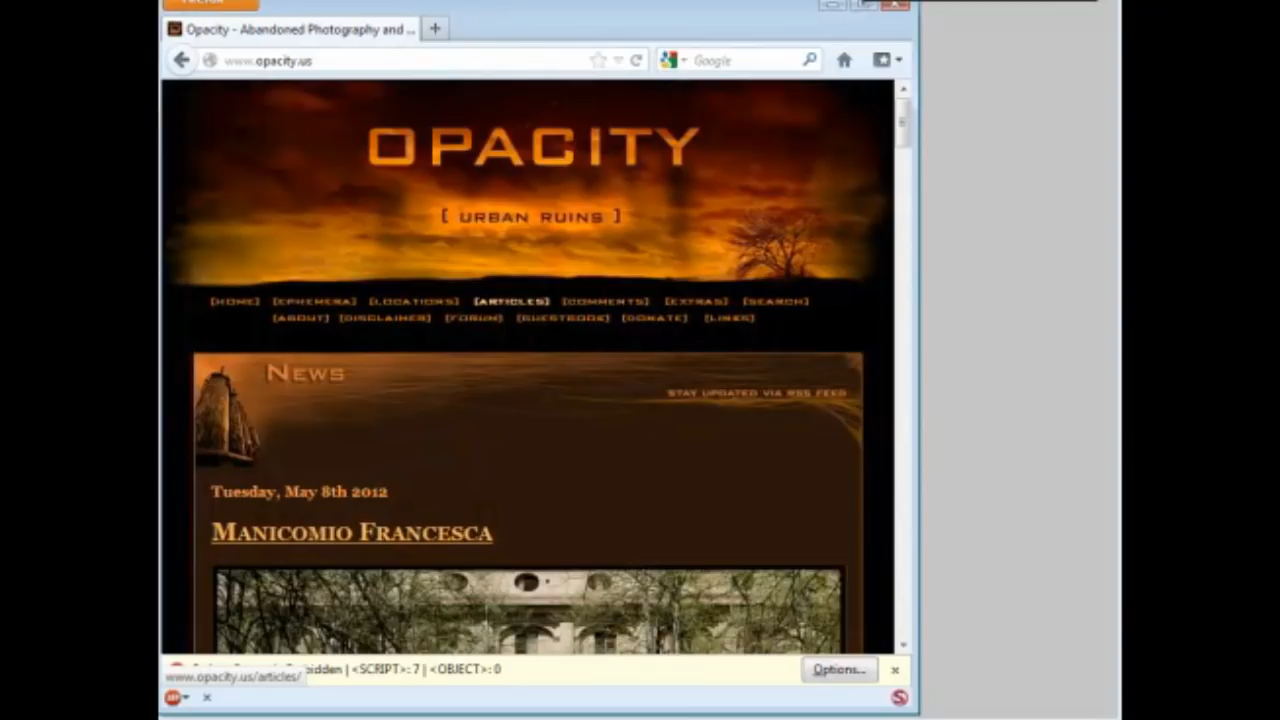 Opacity - Abandoned Photography and ...
www.opacity.us
Google
OPACITY
[ URBAN RUINS ]
[HOME] [EPHEMERA] [LOCATIONS] [ARTICLES] [COMMENTS] [EXTRAS] [SEARCH]
[ABOUT] [DISCLAIMER] [FORUM] [GUESTBOOK] [DONATE] [LINKS]
NEWS
STAY UPDATED VIA RSS FEED
Tuesday, May 8th 2012
MANICOMIO FRANCESCA
<SCRIPT>: 7 | <OBJECT>: 0
Options...
www.opacity.us/articles/
ABP